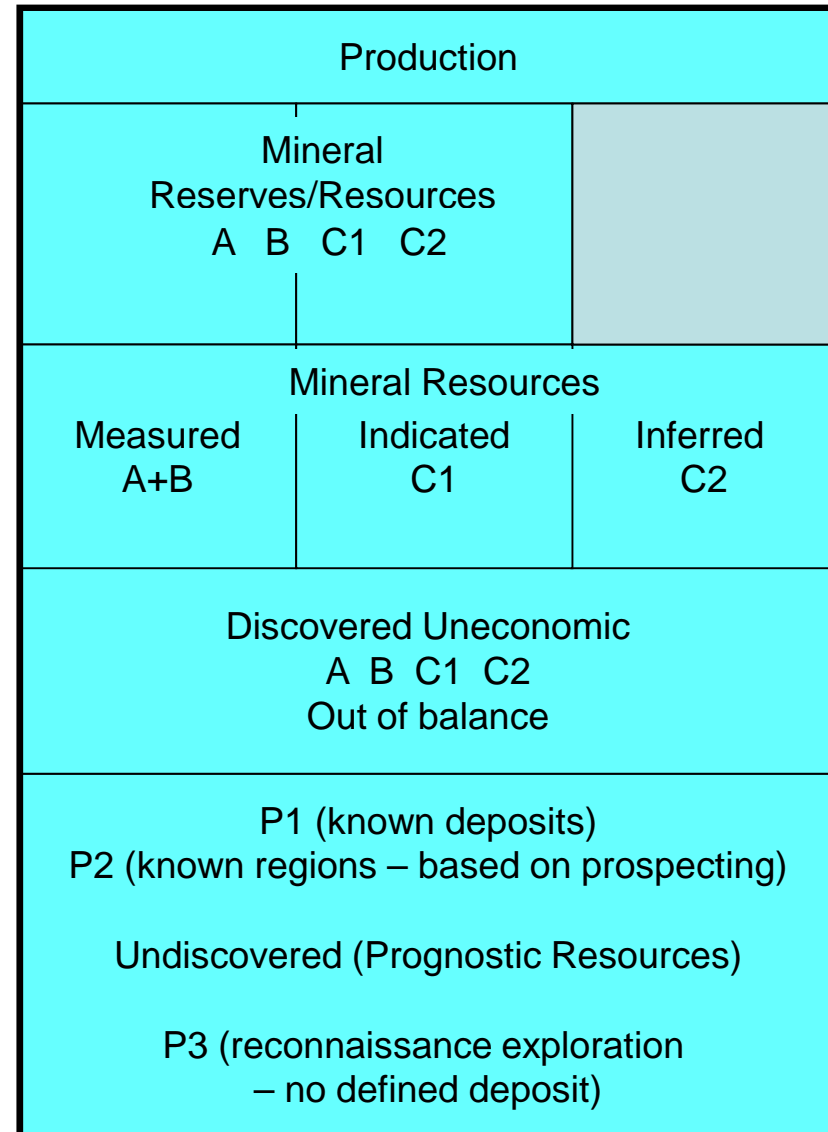 Production
Mineral
Reserves/Resources
A B C1 C2
Mineral Resources
Measured
A+B
Indicated
C1
Inferred
C2
Discovered Uneconomic
A B C1 C2
Out of balance
P1 (known deposits)
P2 (known regions – based on prospecting)
Undiscovered (Prognostic Resources)
P3 (reconnaissance exploration
– no defined deposit)